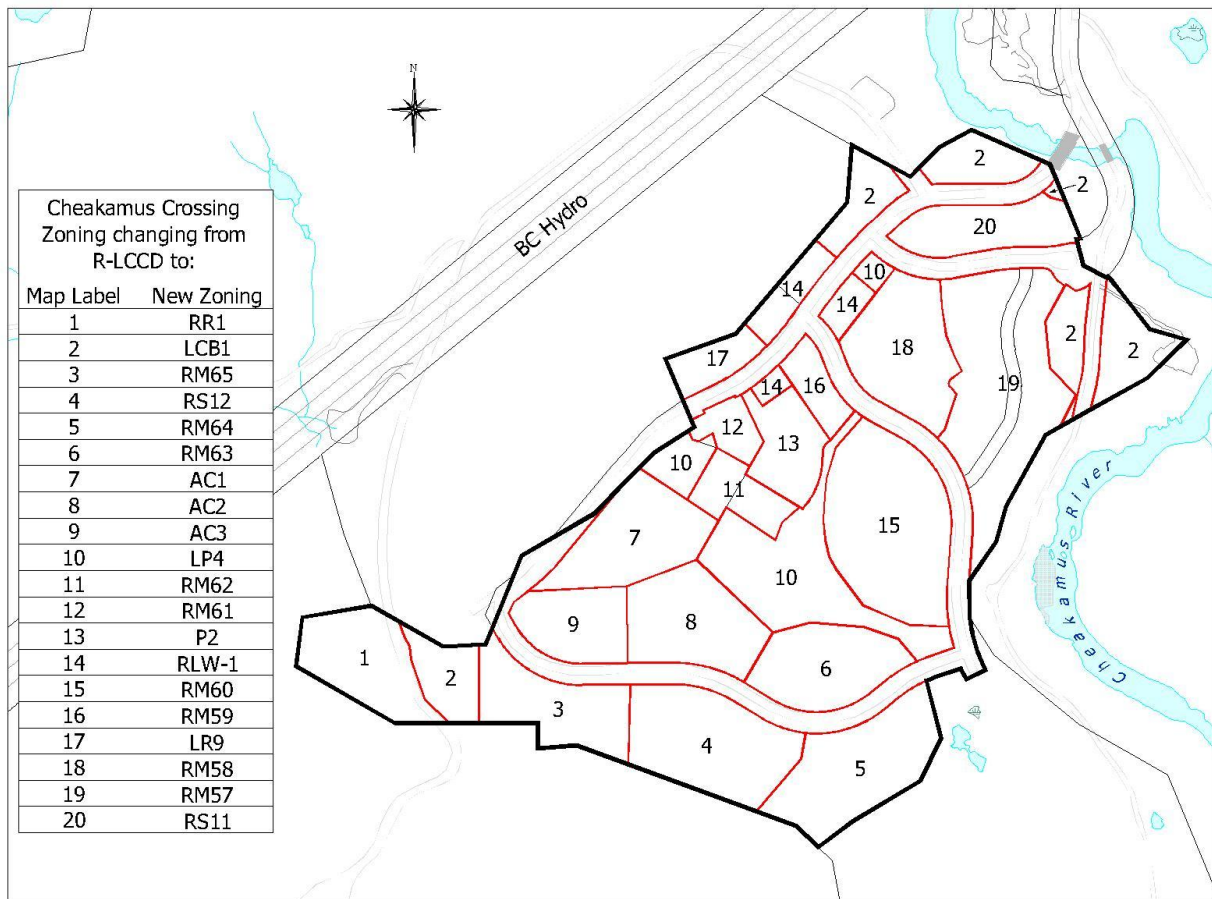 N
BC Hydro
Cheakamus Crossing
Zoning changing from
R-LCCD to:
Map Label New Zoning
1 RR1
2 LCB1
3 RM65
4 RS12
5 RM64
6 RM63
7 AC1
8 AC2
9 AC3
10 LP4
11 RM62
12 RM61
13 P2
14 RLW-1
15 RM60
16 RM59
17 LR9
18 RM58
19 RM57
20 RS11
2
2
2
20
10
14
14
18
2
2
17
19
14
16
12
13
10
11
15
7
10
9
8
1
2
6
3
4
5
Cheakamus River